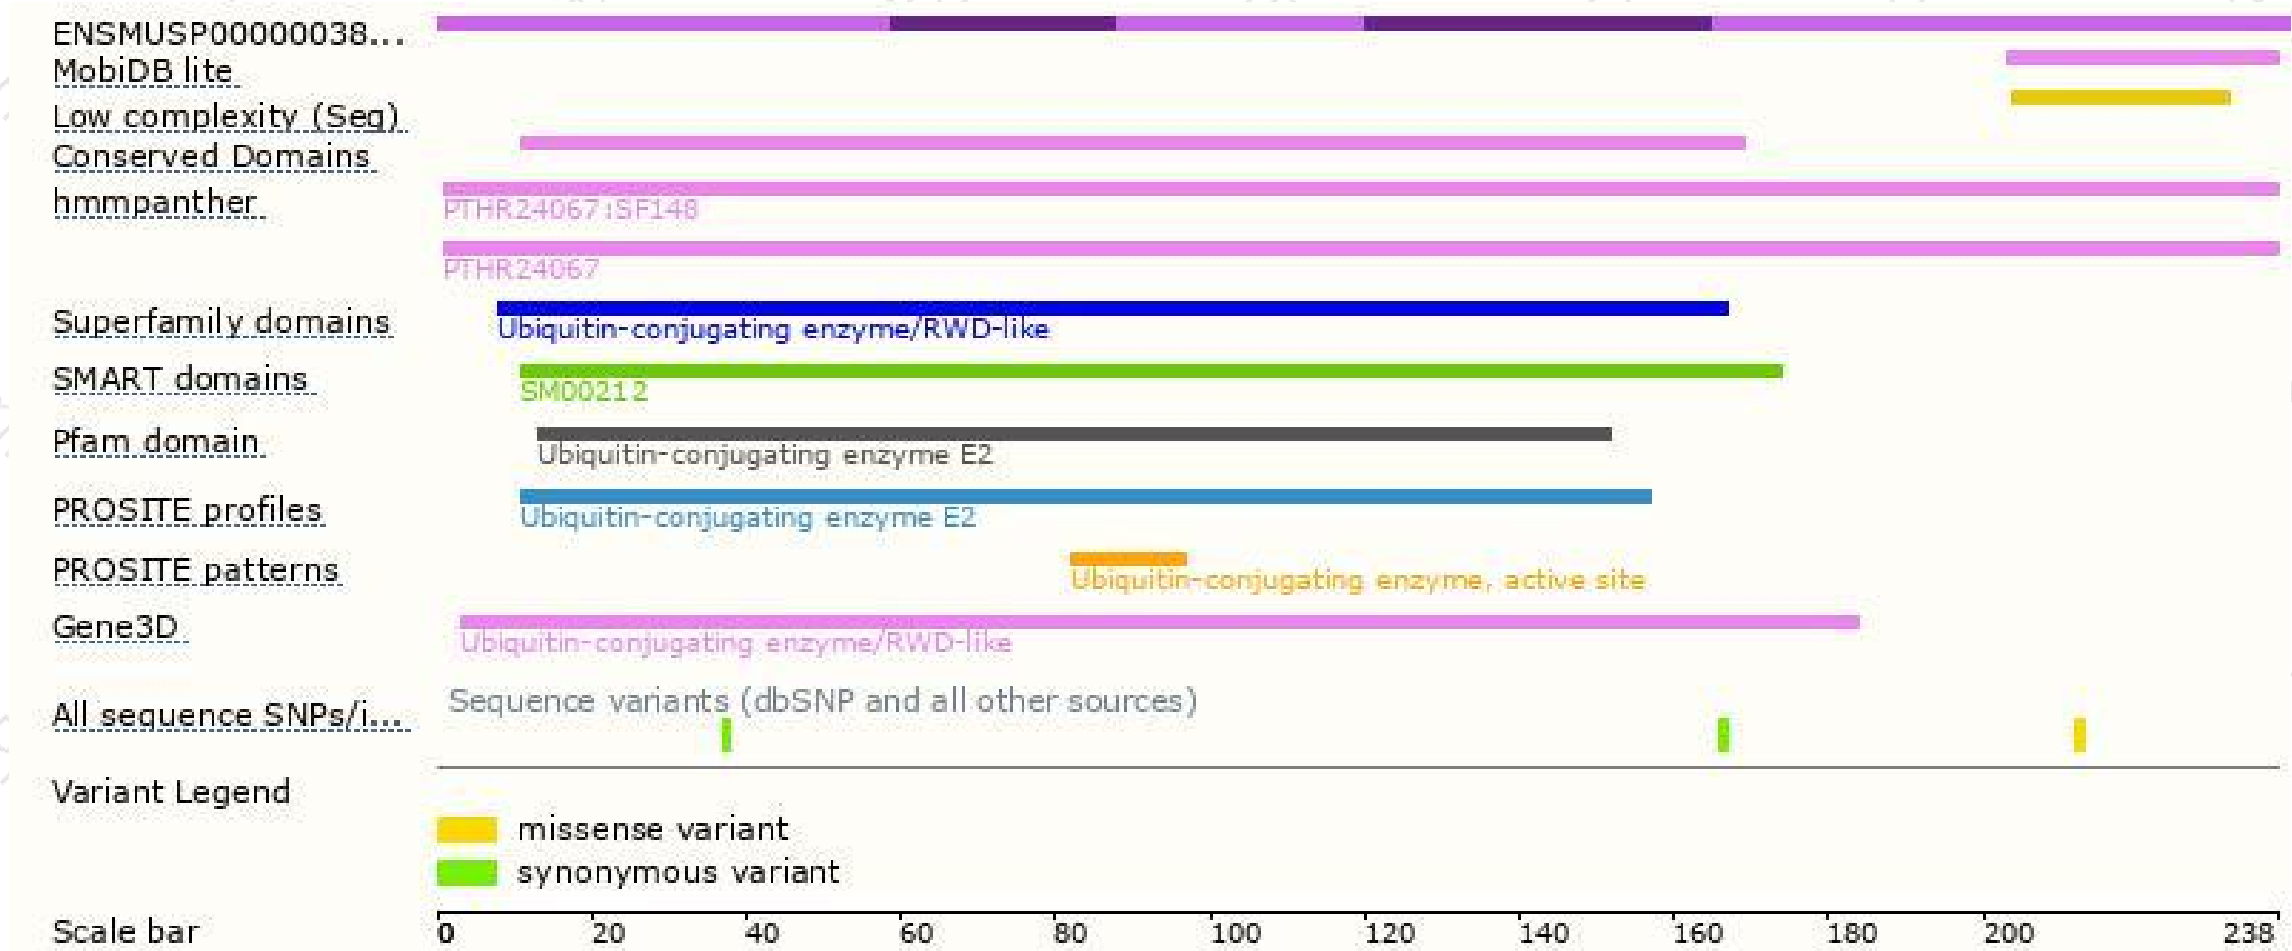 ENSMUSP00000038...
MobiDB lite
Low complexity (Seg)
Conserved Domains
hmmpanther
PTHR24067:SF148
PTHR24067
Superfamily domains
Ubiquitin-conjugating enzyme/RWD-like
SMART domains
SM00212
Pfam domain
Ubiquitin-conjugating enzyme E2
PROSITE profiles
Ubiquitin-conjugating enzyme E2
PROSITE patterns
Ubiquitin-conjugating enzyme, active site
Gene3D
Ubiquitin-conjugating enzyme/RWD-like
Sequence variants (dbSNP and all other sources)
All sequence SNPs/i...
Variant Legend
missense variant
synonymous variant
Scale bar 0 20 40 60 80 100 120 140 160 180 200 238